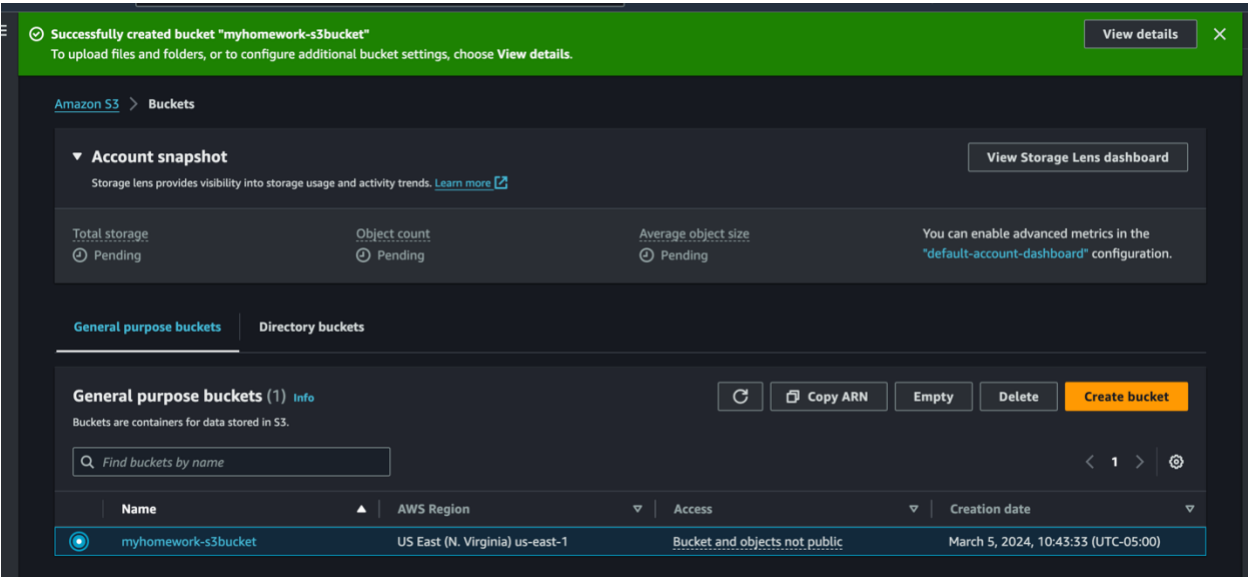 Successfully created bucket "myhomework-s3bucket"
To upload files and folders, or to configure additional bucket settings, choose View details.
View details
Amazon S3 > Buckets
Account snapshot
View Storage Lens dashboard
Storage lens provides visibility into storage usage and activity trends. Learn more
Total storage
Pending
Object count
Pending
Average object size
Pending
You can enable advanced metrics in the
"default-account-dashboard" configuration.
General purpose buckets
Directory buckets
General purpose buckets (1) Info
Buckets are containers for data stored in S3.
Copy ARN
Empty
Delete
Create bucket
Find buckets by name
< 1 >
Name
AWS Region
Access
Creation date
myhomework-s3bucket
US East (N. Virginia) us-east-1
Bucket and objects not public
March 5, 2024, 10:43:33 (UTC-05:00)